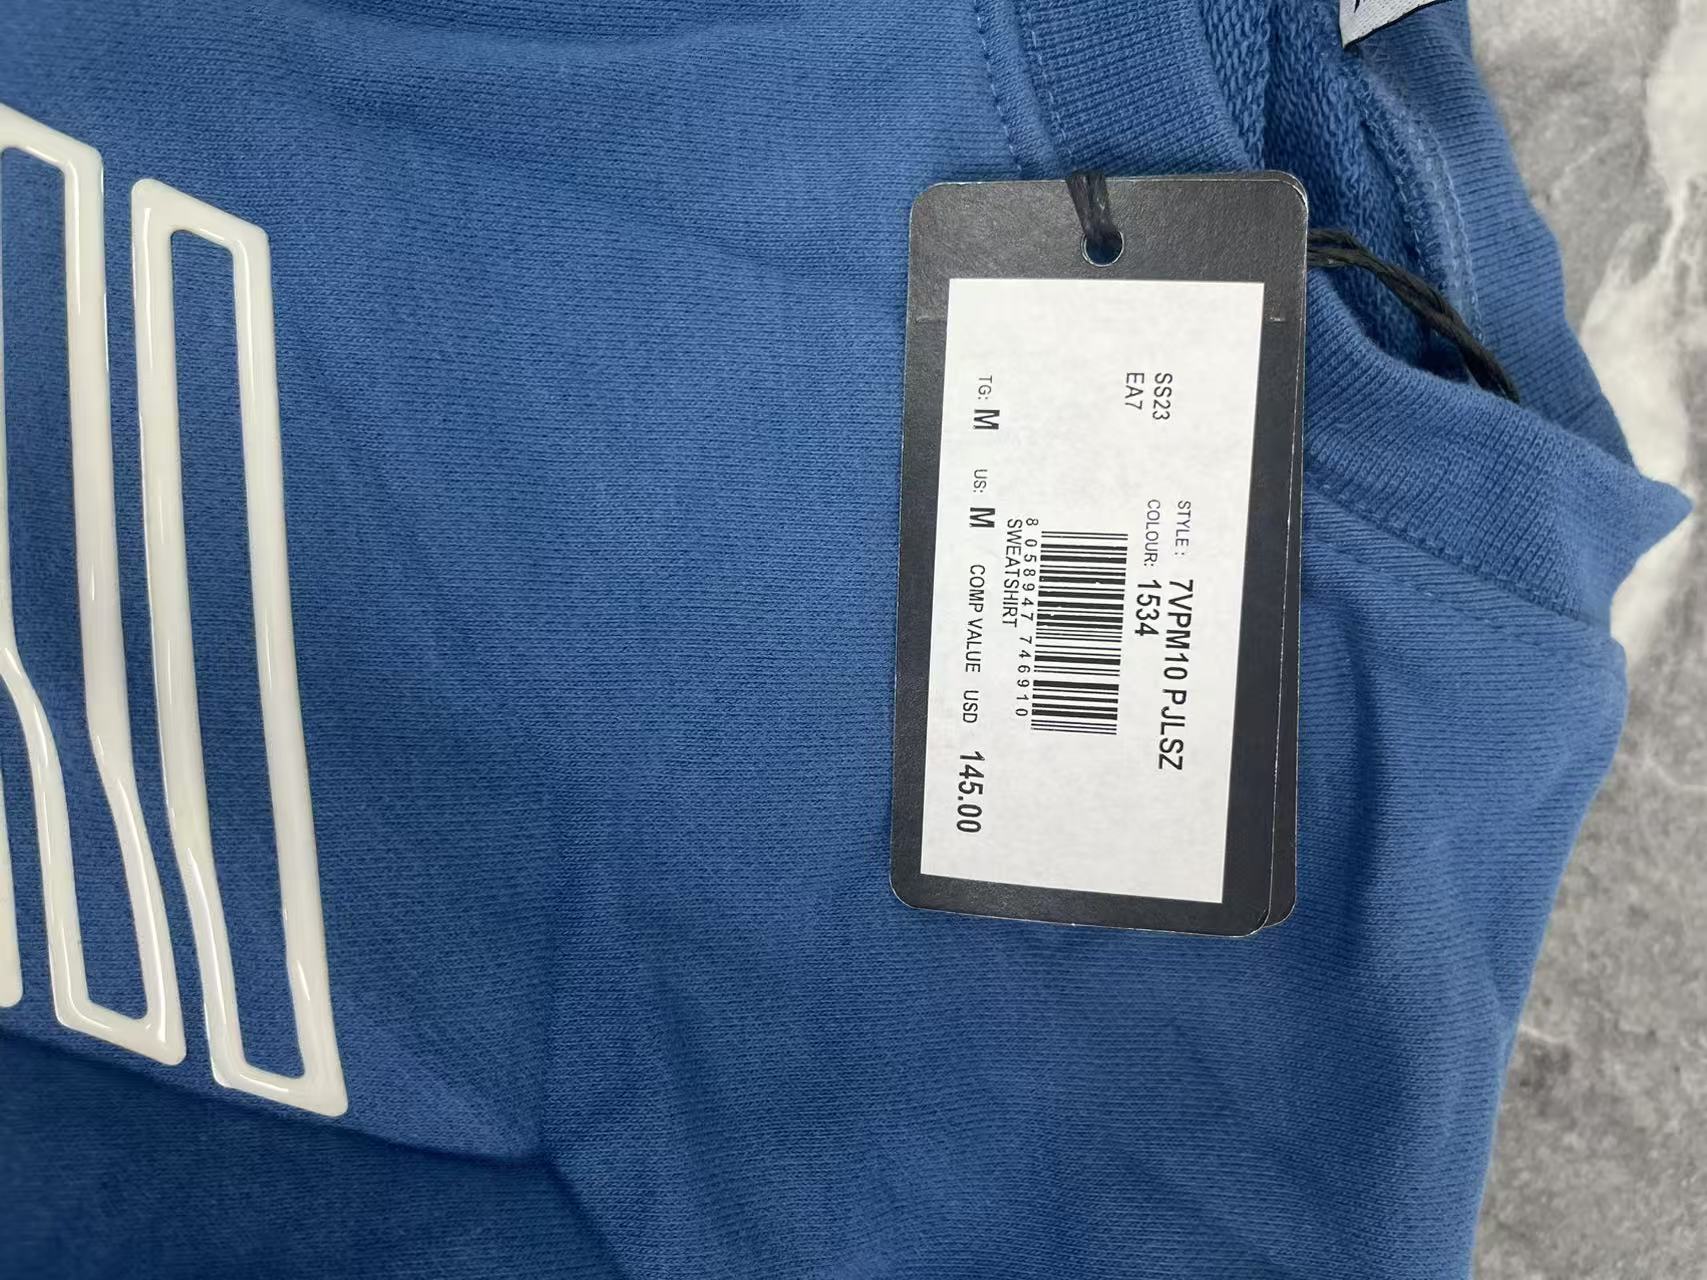 SS23
EA7
STYLE : 7VPM10 PJLSZ
COLOUR: 1534
8 058947 746910
SWEATSHIRT
TG: M US: M COMP VALUE USD 145.00